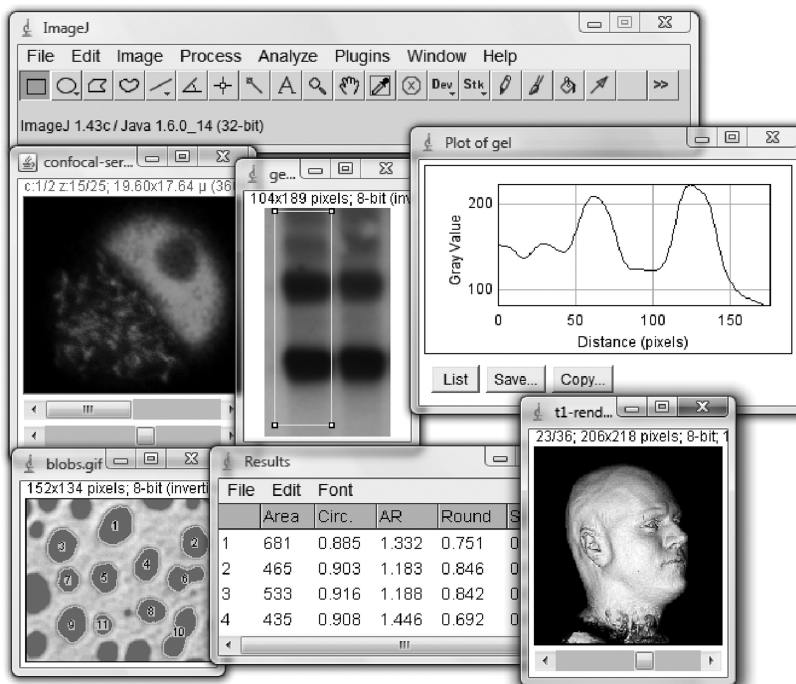 ImageJ
File Edit Image Process Analyze Plugins Window Help
A Dev. Stk >>
ImageJ 1.43c / Java 1.6.0_14 (32-bit)
confocal-ser...
c:1/2 z:15/25; 19.60x17.64 µ (36
ge...
104x189 pixels; 8-bit (inv
Plot of gel
200
100
Gray Value
0 50 100 150
Distance (pixels)
List Save... Copy...
blobs.gif
152x134 pixels; 8-bit (inverti
1
2
3
4
5
6
7
8
9
10
11
Results
File Edit Font
Area Circ. AR Round S
1 681 0.885 1.332 0.751 0
2 465 0.903 1.183 0.846 0
3 533 0.916 1.188 0.842 0
4 435 0.908 1.446 0.692 0
t1-rend...
23/36; 206x218 pixels; 8-bit; 1